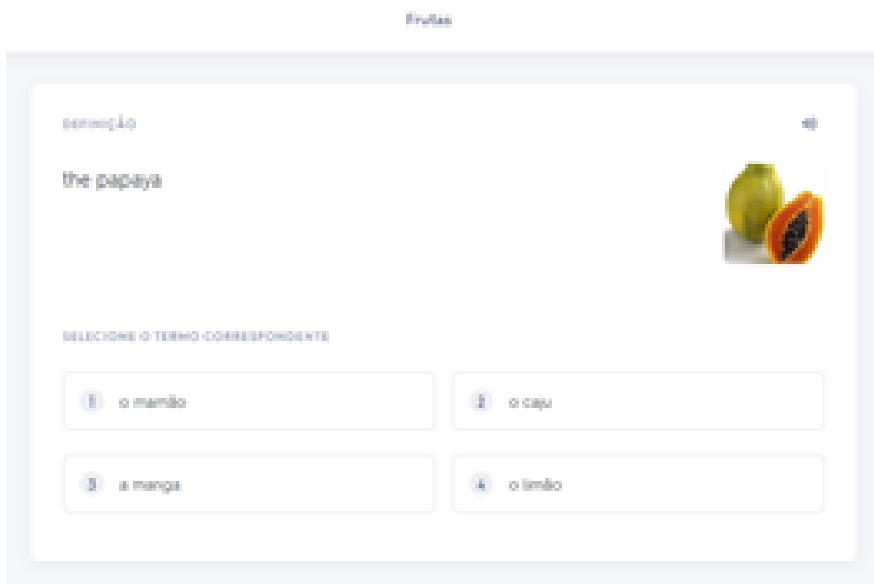 Frutas
DEFINIÇÃO
the papaya
SELECIONE O TERMO CORRESPONDENTE
1 o mamão
2 o caju
3 a manga
4 o limão